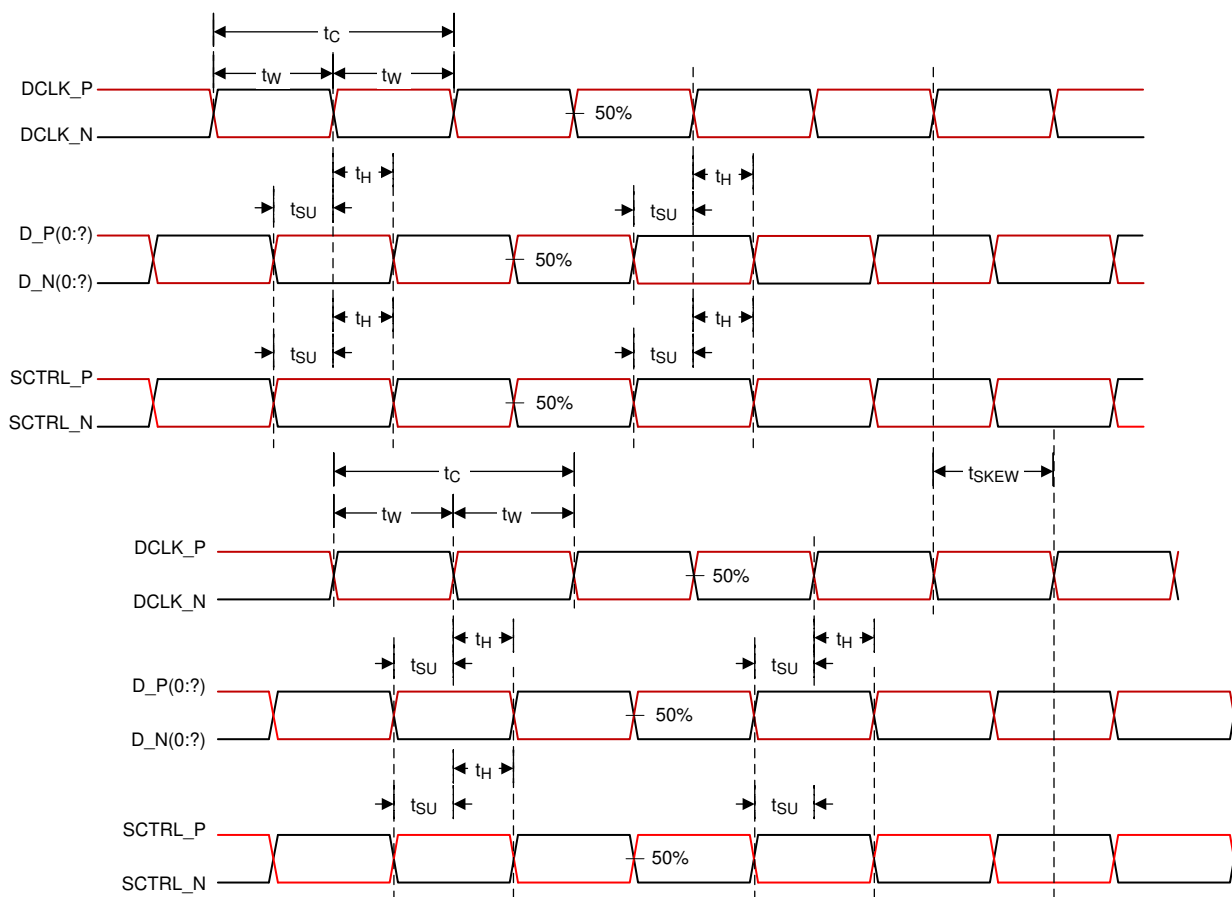 tC
tW tW
DCLK_P
50%
DCLK_N
tH tH
tSU tSU
D_P(0:?)
50%
D_N(0:?)
tH tH
tSU tSU
SCTRL_P
50%
SCTRL_N
tC tSKEW
tW tW
DCLK_P
50%
DCLK_N
tH tH
tSU tSU
D_P(0:?)
50%
D_N(0:?)
tH
tSU tSU
SCTRL_P
50%
SCTRL_N